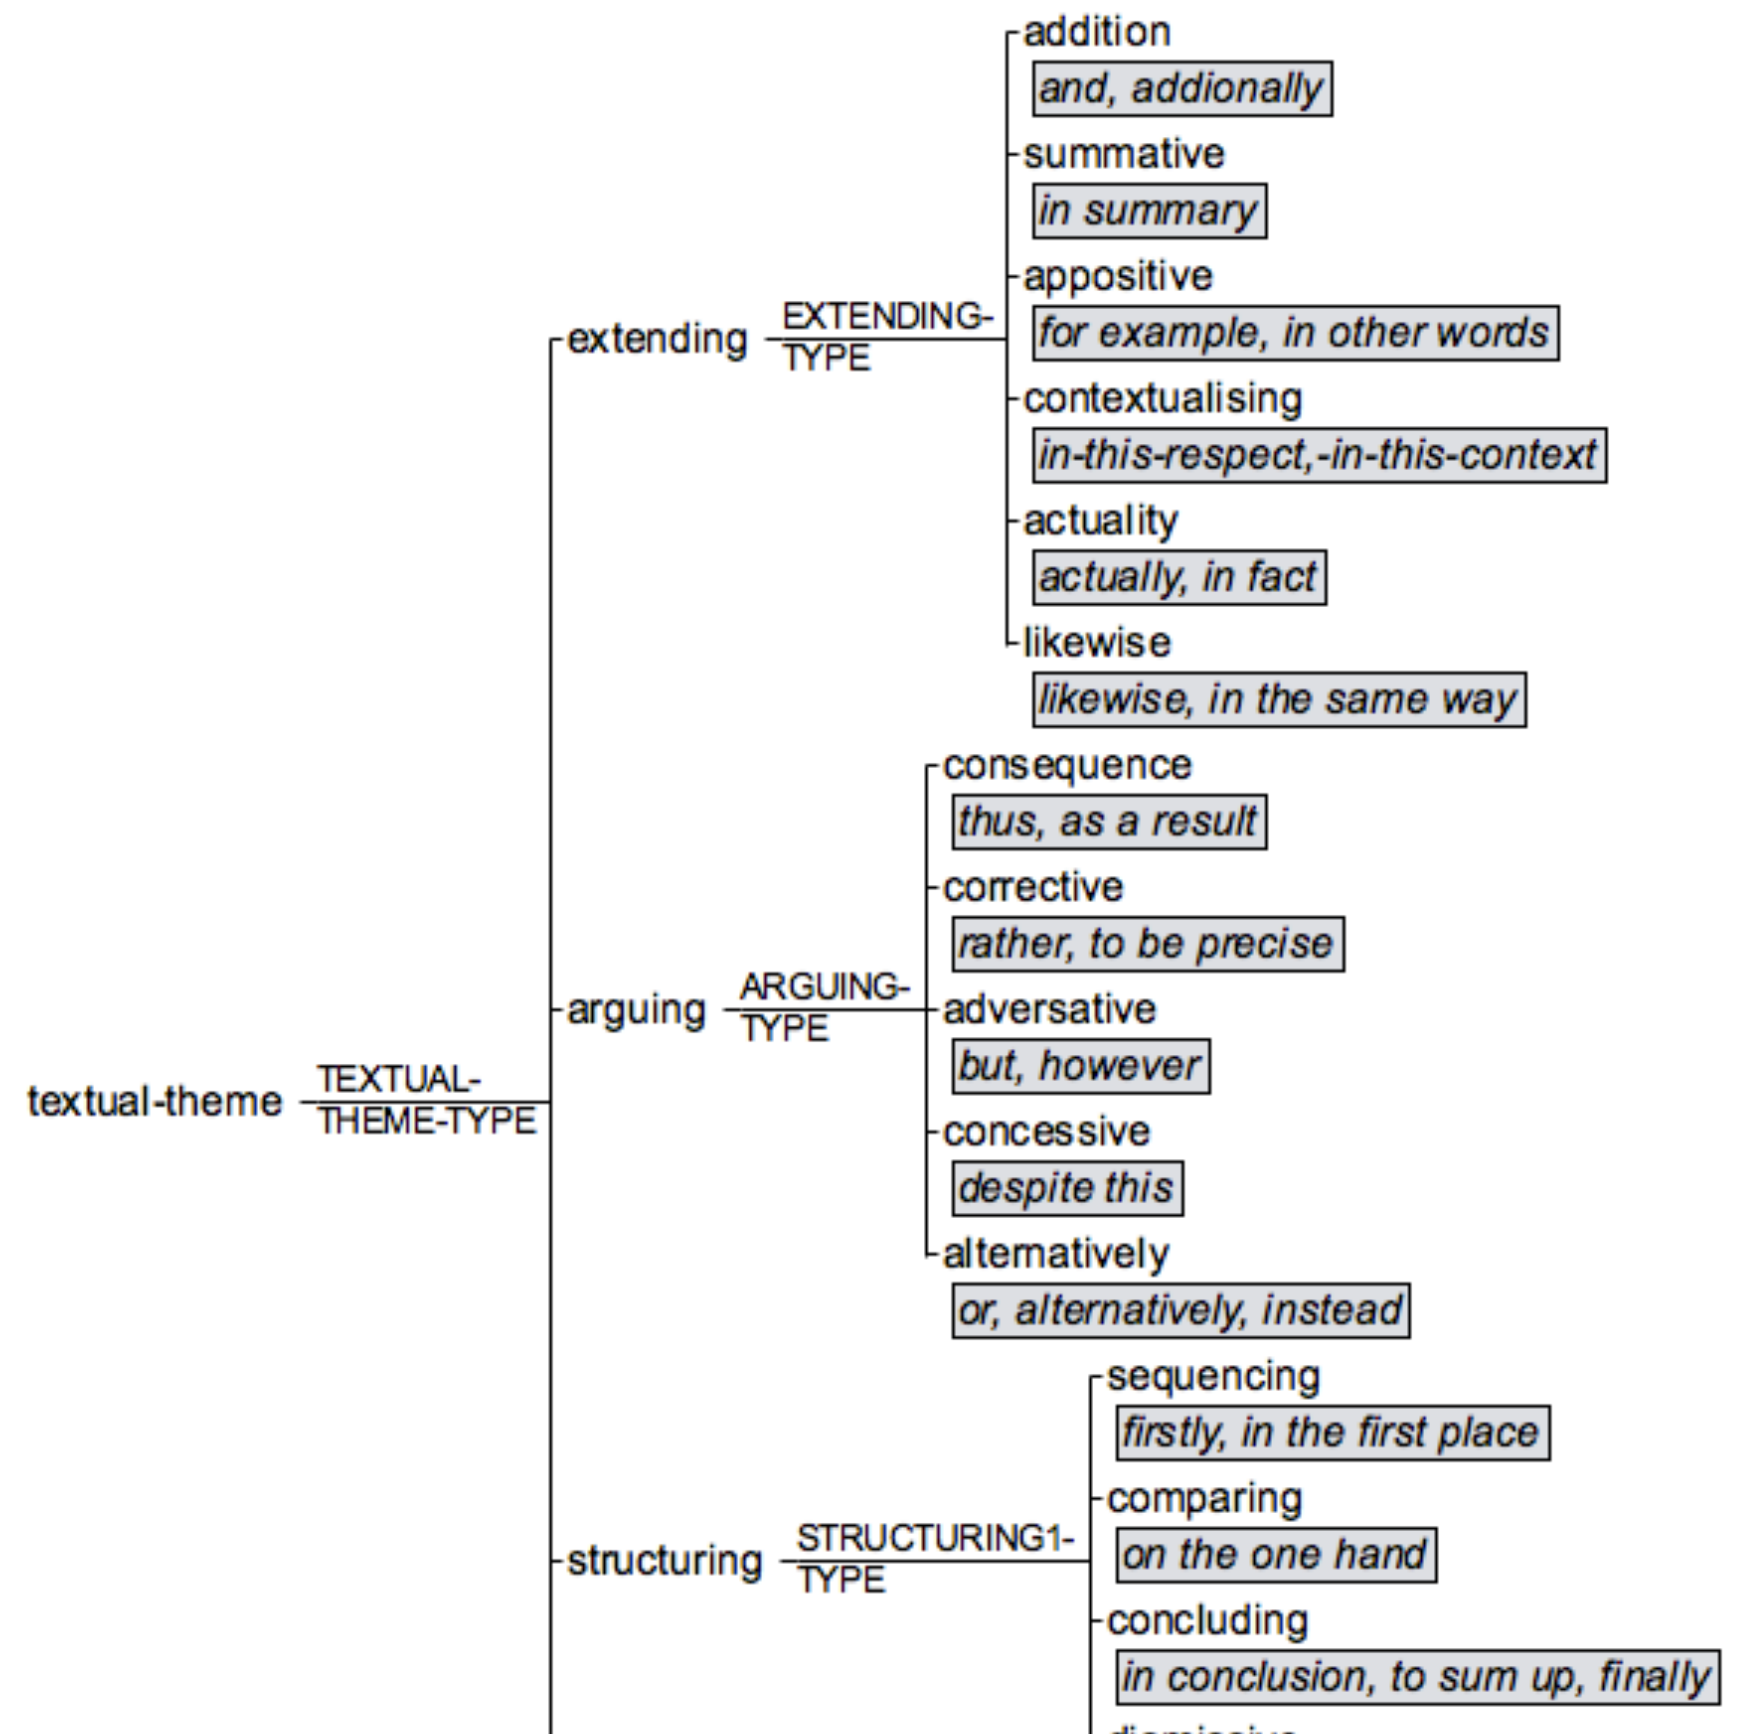 addition
and, addionally
summative
in summary
appositive
for example, in other words
extending
EXTENDING-
TYPE
contextualising
in-this-respect,-in-this-context
actuality
actually, in fact
likewise
likewise, in the same way
consequence
thus, as a result
corrective
rather, to be precise
arguing
ARGUING-
TYPE
adversative
but, however
textual-theme
TEXTUAL-
THEME-TYPE
concessive
despite this
alternatively
or, alternatively, instead
sequencing
firstly, in the first place
comparing
on the one hand
structuring
STRUCTURING1-
TYPE
concluding
in conclusion, to sum up, finally